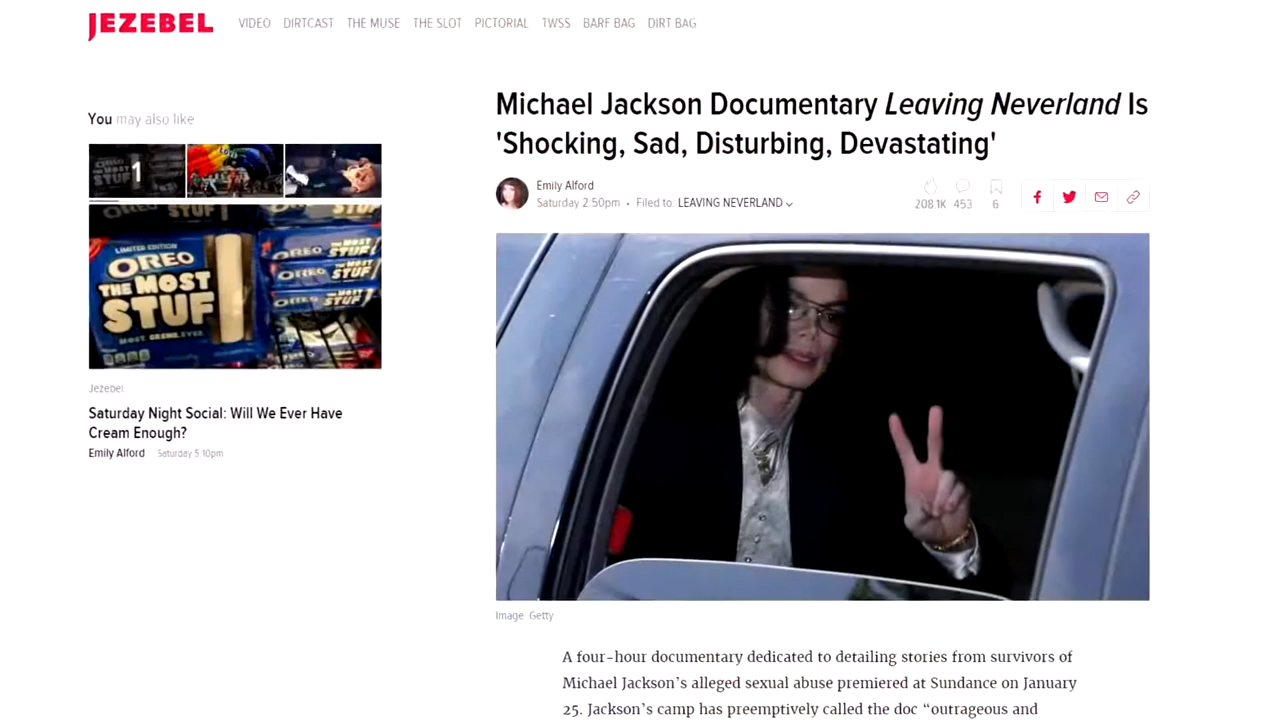 JEZEBEL
VIDEO DIRTCAST THE MUSE THE SLOT PICTORIAL TWSS BARF BAG DIRT BAG
You may also like
1
LIMITED EDITION
OREO
THE MOST
STUF
Jezebel
Saturday Night Social: Will We Ever Have
Cream Enough?
Emily Alford Saturday 5:10pm
Michael Jackson Documentary Leaving Neverland Is
'Shocking, Sad, Disturbing, Devastating'
Emily Alford
Saturday 2:50pm • Filed to: LEAVING NEVERLAND
208.1K 453 6
Image: Getty
A four-hour documentary dedicated to detailing stories from survivors of
Michael Jackson’s alleged sexual abuse premiered at Sundance on January
25. Jackson’s camp has preemptively called the doc “outrageous and